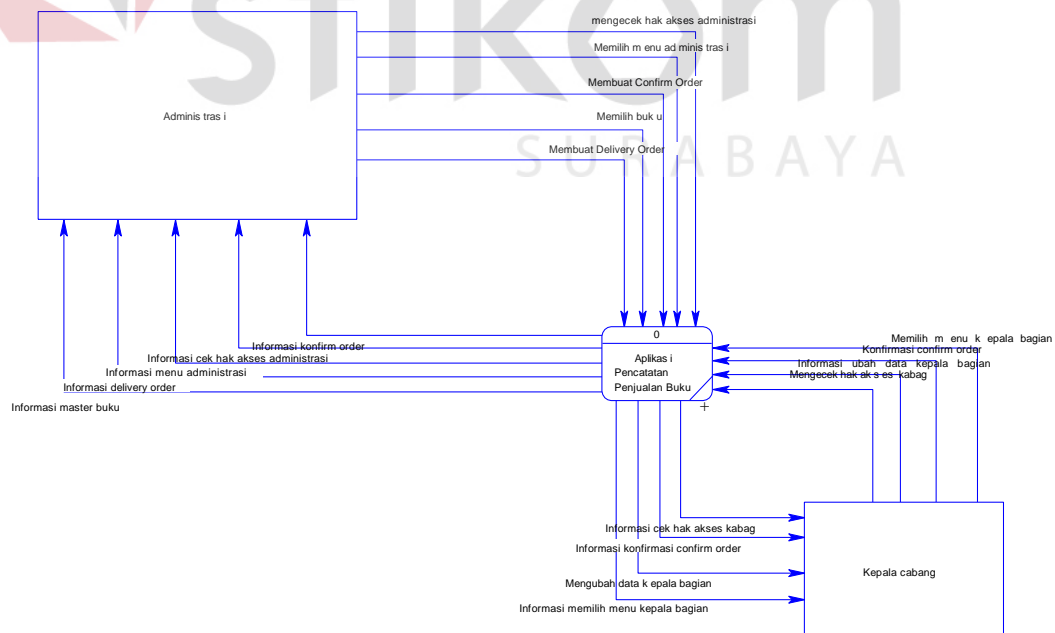 STIKOM
SURABAYA
mengecek hak akses administrasi
Memilih m enu ad minis tras i
Membuat Confirm Order
Adminis tras i
Memilih buk u
Membuat Delivery Order
0
Aplikas i
Pencatatan
Penjualan Buku
Informasi konfirm order
Informasi cek hak akses administrasi
Informasi menu administrasi
Informasi delivery order
Informasi master buku
Memilih m enu k epala bagian
Konfirmasi confirm order
Informasi ubah data kepala bagian
Mengecek hak ak s es kabag
Informasi cek hak akses kabag
Informasi konfirmasi confirm order
Mengubah data k epala bagian
Informasi memilih menu kepala bagian
Kepala cabang